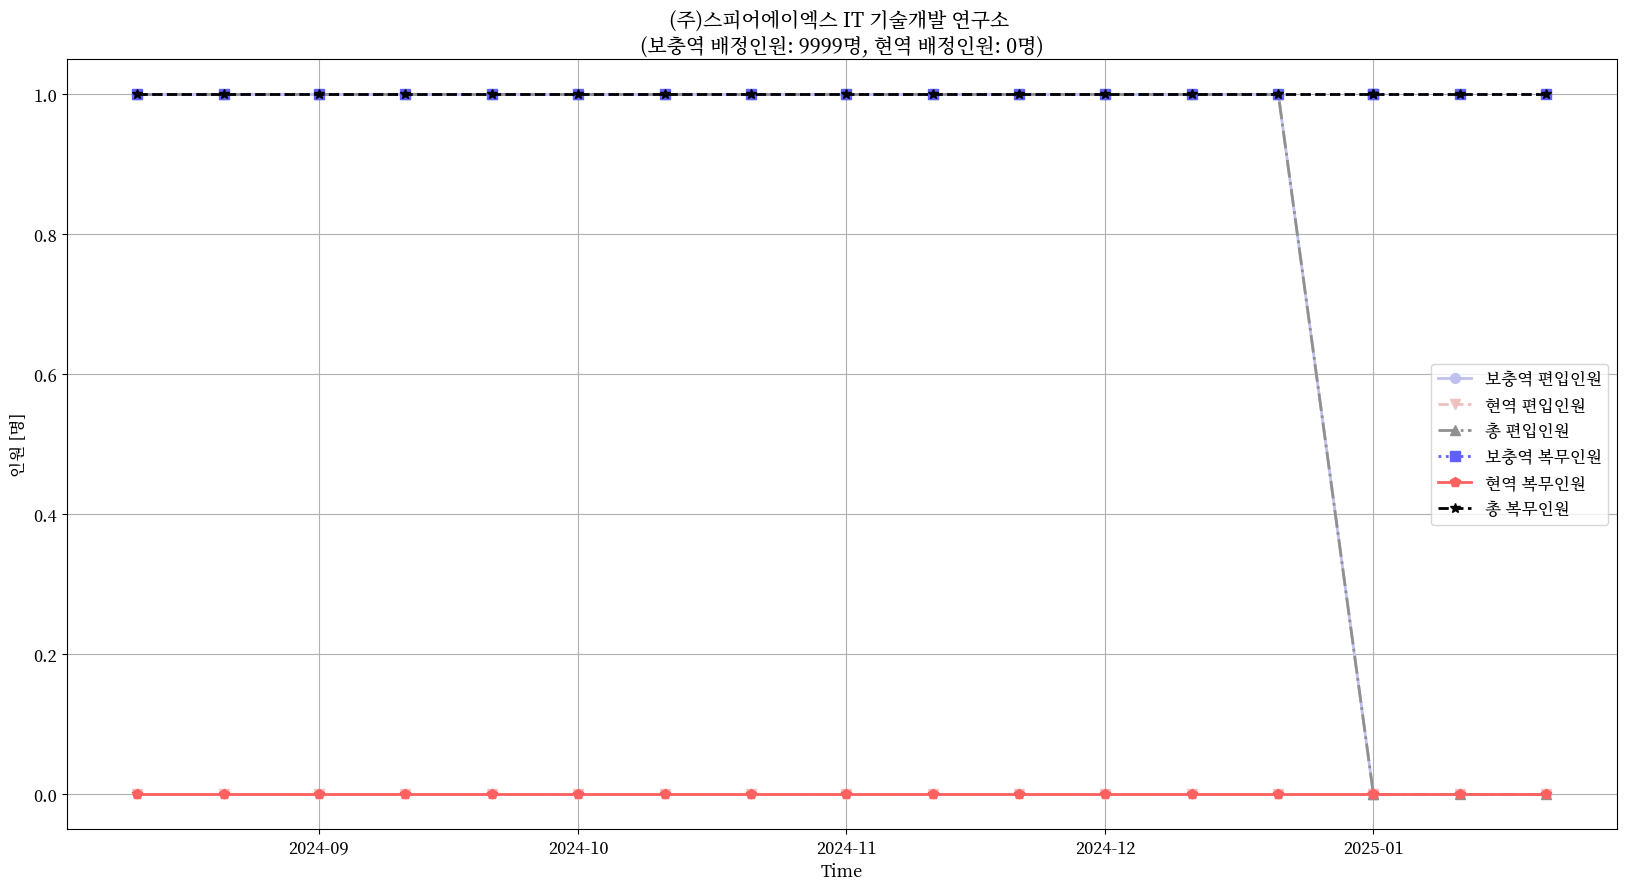 (주)스피어에이엑스 IT 기술개발 연구소
(보충역 배정인원: 9999명, 현역 배정인원: 0명)
1.0
0.8
0.6
0.4
0.2
0.0
인원 [명]
보충역 편입인원
현역 편입인원
총 편입인원
보충역 복무인원
현역 복무인원
총 복무인원
2024-09
2024-10
2024-11
2024-12
2025-01
Time